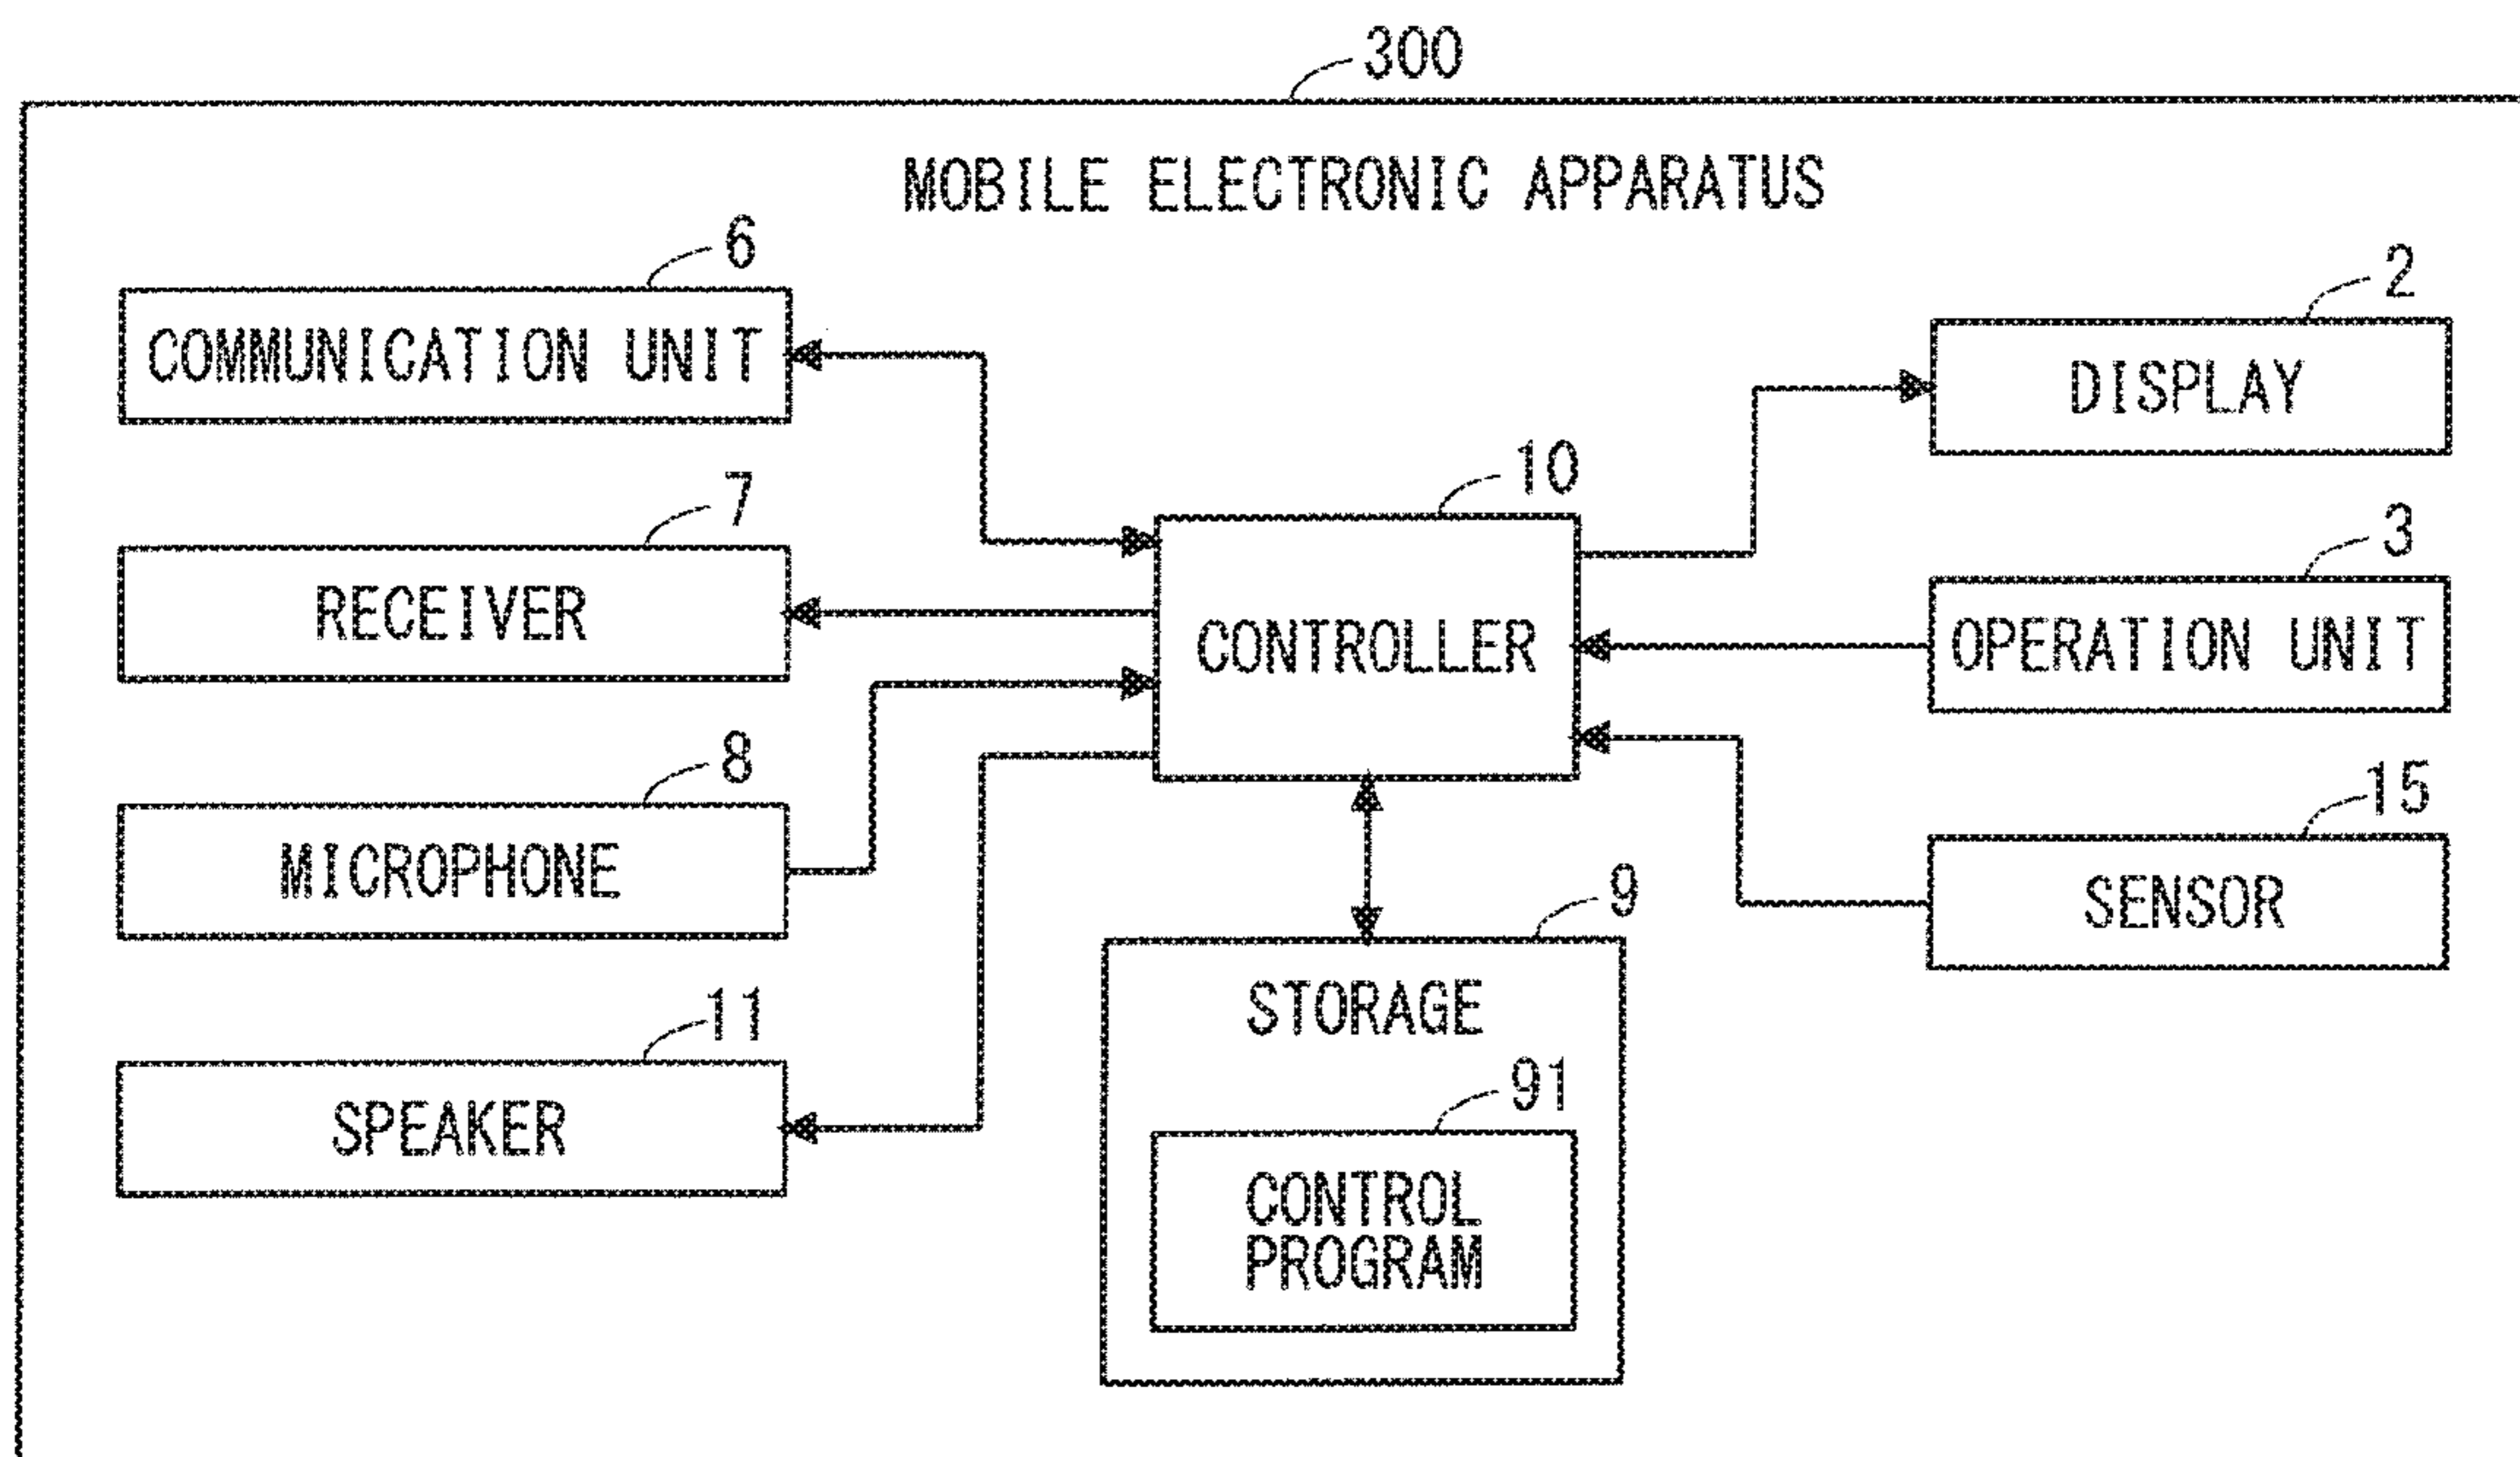 300
MOBILE ELECTRONIC APPARATUS
6
COMMUNICATION UNIT
2
DISPLAY
10
CONTROLLER
7
RECEIVER
3
OPERATION UNIT
8
MICROPHONE
15
SENSOR
9
STORAGE
11
SPEAKER
91
CONTROL
PROGRAM